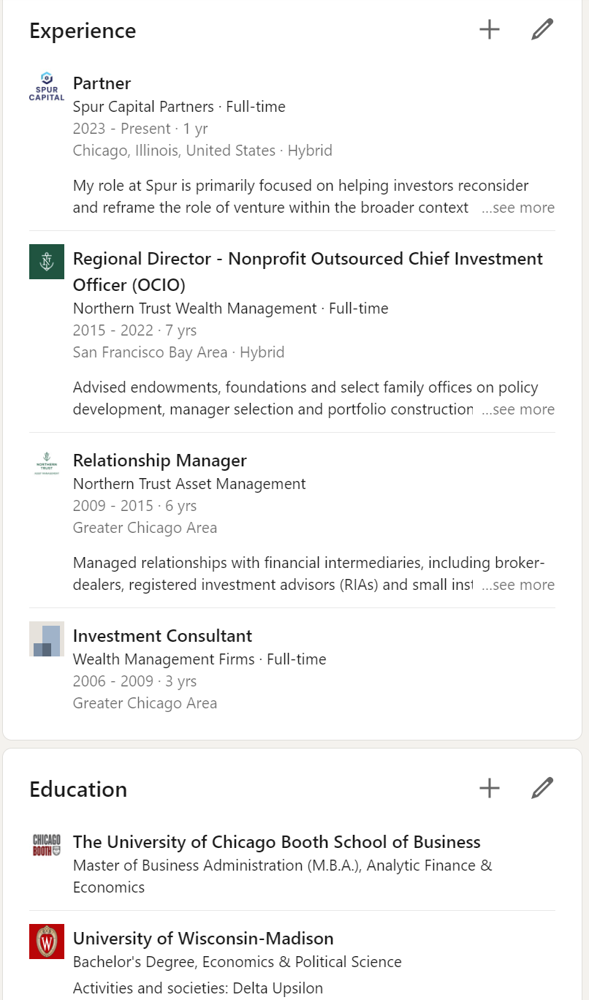 Experience
SPUR
CAPITAL
Partner
Spur Capital Partners · Full-time
2023 - Present · 1 yr
Chicago, Illinois, United States · Hybrid
My role at Spur is primarily focused on helping investors reconsider
and reframe the role of venture within the broader context ...see more
Regional Director - Nonprofit Outsourced Chief Investment
Officer (OCIO)
Northern Trust Wealth Management · Full-time
2015 - 2022 · 7 yrs
San Francisco Bay Area · Hybrid
Advised endowments, foundations and select family offices on policy
development, manager selection and portfolio construction ...see more
NORTHERN
TRUST
ASSET MANAGEMENT
Relationship Manager
Northern Trust Asset Management
2009 - 2015 · 6 yrs
Greater Chicago Area
Managed relationships with financial intermediaries, including broker-
dealers, registered investment advisors (RIAs) and small inst ...see more
Investment Consultant
Wealth Management Firms · Full-time
2006 - 2009 · 3 yrs
Greater Chicago Area
Education
CHICAGO
BOOTH
The University of Chicago Booth School of Business
Master of Business Administration (M.B.A.), Analytic Finance &
Economics
W
University of Wisconsin-Madison
Bachelor's Degree, Economics & Political Science
Activities and societies: Delta Upsilon